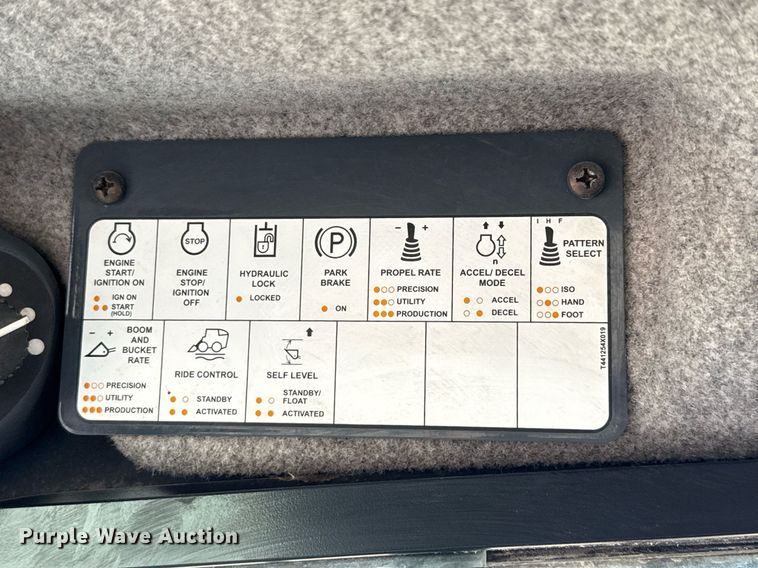 STOP
P
- +
n
I H F
ENGINE
START/
IGNITION ON
IGN ON
START
(HOLD)
ENGINE
STOP/
IGNITION
OFF
HYDRAULIC
LOCK
LOCKED
PARK
BRAKE
ON
PROPEL RATE
PRECISION
UTILITY
PRODUCTION
ACCEL/ DECEL
MODE
ACCEL
DECEL
PATTERN
SELECT
ISO
HAND
FOOT
- +
BOOM
AND
BUCKET
RATE
PRECISION
UTILITY
PRODUCTION
RIDE CONTROL
STANDBY
ACTIVATED
SELF LEVEL
STANDBY/
FLOAT
ACTIVATED
T441254X019
Purple Wave Auction